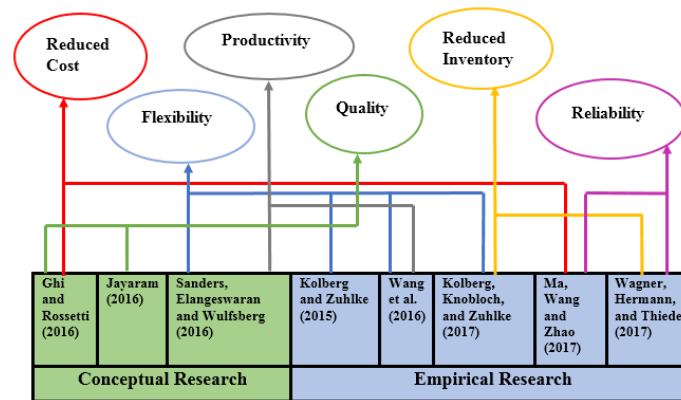 Reduced
Cost
Productivity
Reduced
Inventory
Flexibility
Quality
Reliability
Ghi
and
Rossetti
(2016)
Jayaram
(2016)
Sanders,
Elangeswaran
and Wulfsberg
(2016)
Kolberg
and Zuhlke
(2015)
Wang
et al.
(2016)
Kolberg,
Knobloch,
and Zuhlke
(2017)
Ma,
Wang
and
Zhao
(2017)
Wagner,
Hermann,
and Thiede
(2017)
Conceptual Research
Empirical Research